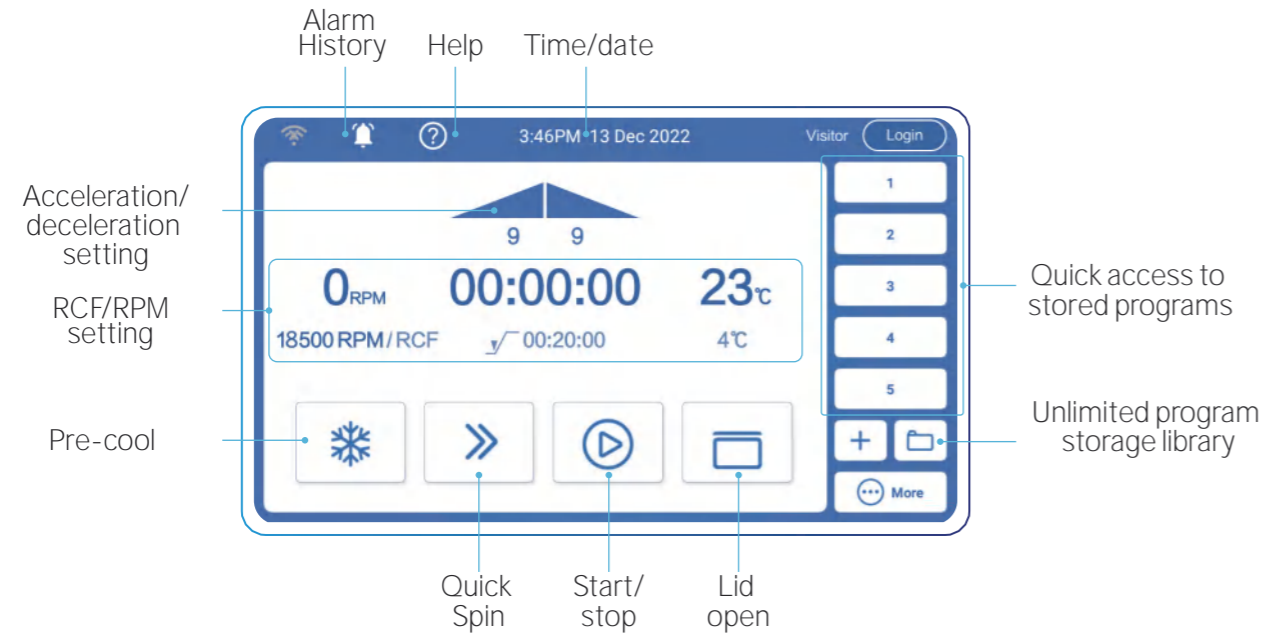 Alarm
History
Help
Time/date
3:46PM 13 Dec 2022
Visitor
Login
Acceleration/
deceleration
setting
9 9
RCF/RPM
setting
0RPM 00:00:00 23℃
18500 RPM/RCF 00:20:00 4℃
1
2
3
4
5
Quick access to
stored programs
Pre-cool
Unlimited program
storage library
More
Quick
Spin
Start/
stop
Lid
open